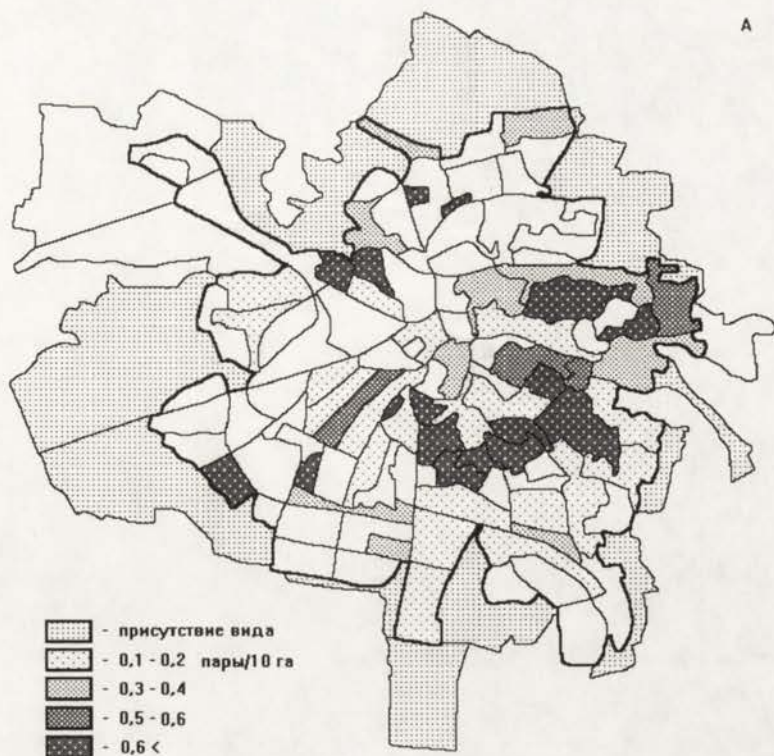 A
- присутствие вида
- 0,1 - 0,2 пары/10 га
- 0,3 - 0,4
- 0,5 - 0,6
- 0,6 <